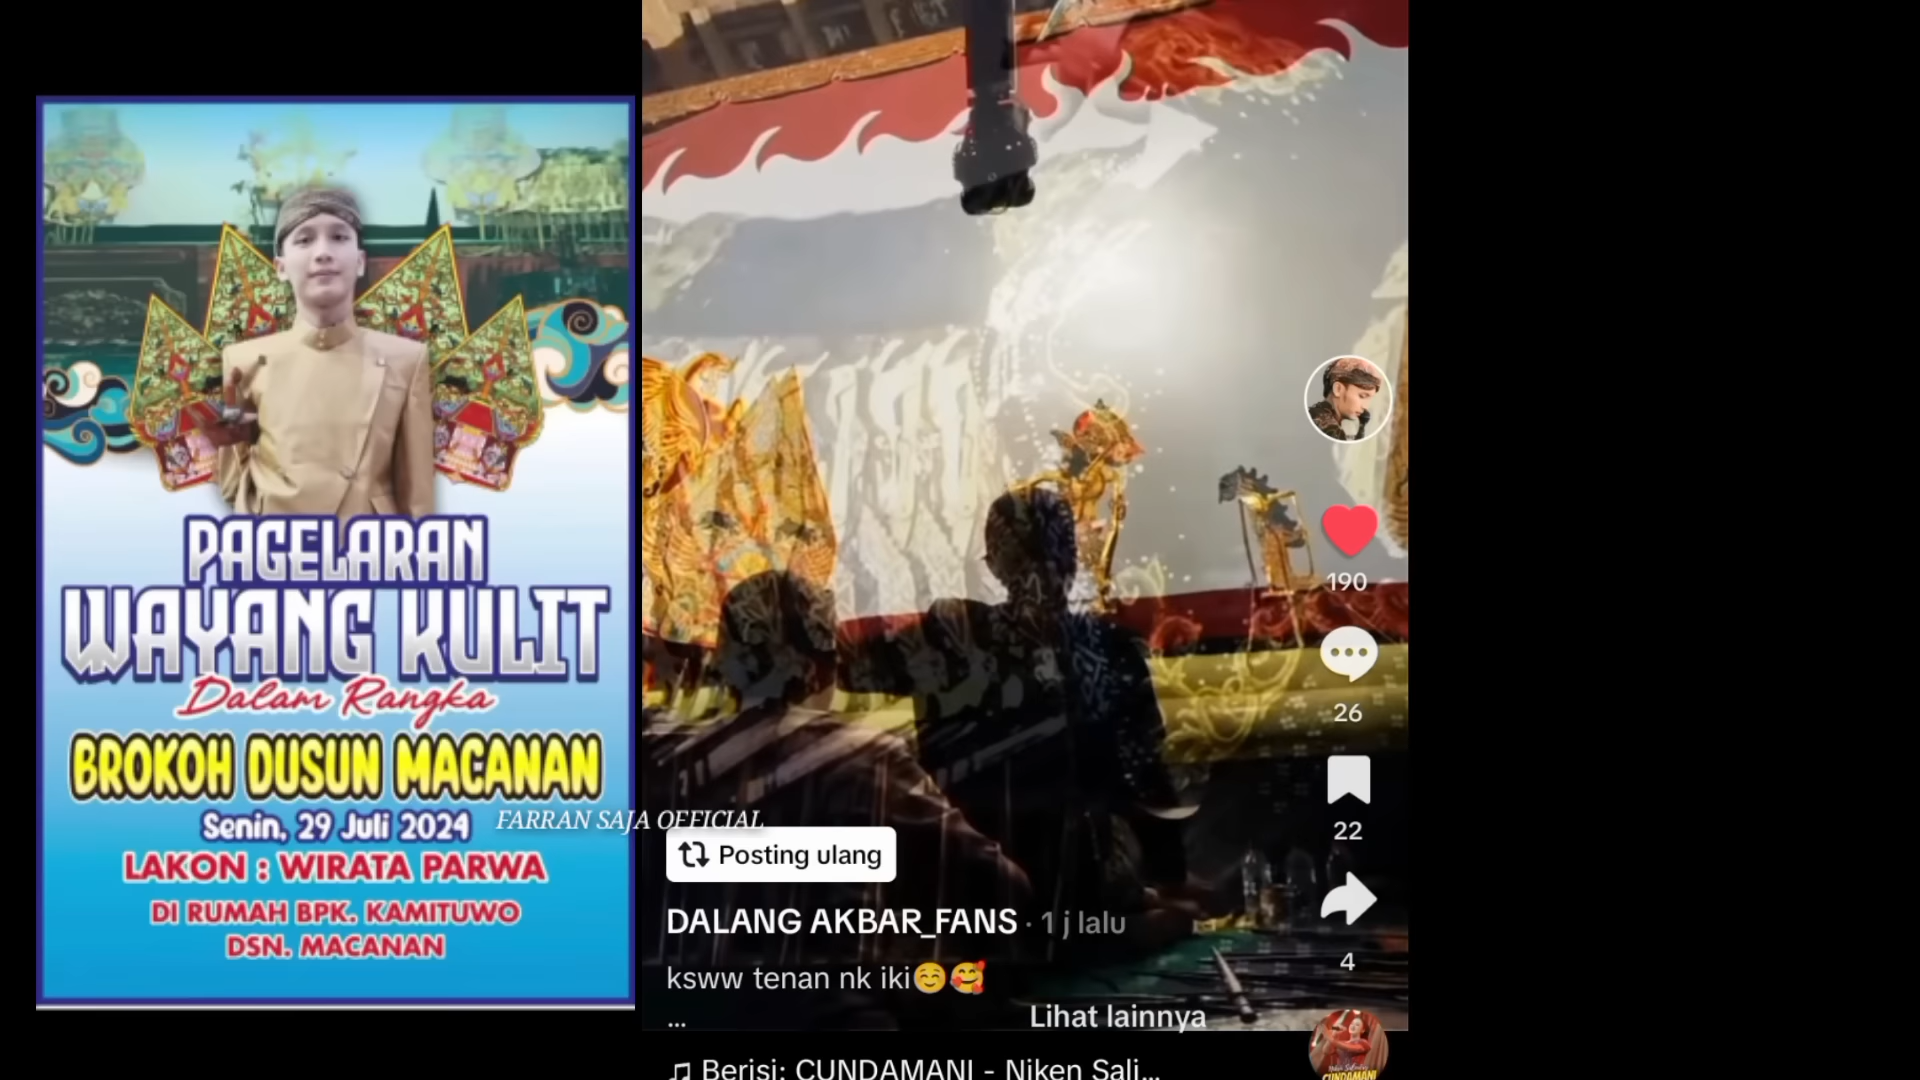 PAGELARAN
WAYANG KULIT
Dalam Rangka
BROKOH DUSUN MACANAN
Senin, 29 Juli 2024
LAKON : WIRATA PARWA
DI RUMAH BPK. KAMITUWO
DSN. MACANAN
FARRAN SAJA OFFICIAL
190
26
22
4
Posting ulang
DALANG AKBAR_FANS · 1 j lalu
ksww tenan nk iki☺️🥰
... Lihat lainnya
♫ Berisi: CUNDAMANI - Niken Sali...
CUNDAMANI